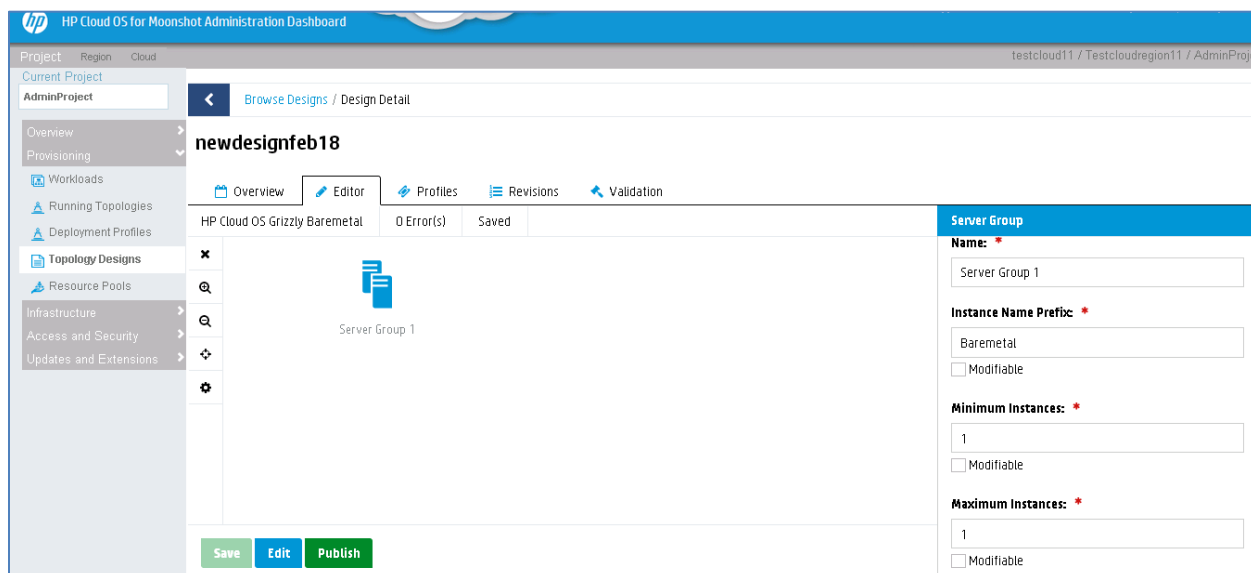 hp HP Cloud OS for Moonshot Administration Dashboard
Project Region Cloud
testcloud11 / Testcloudregion11 / AdminProj
Current Project
AdminProject
Overview
Provisioning
Workloads
Running Topologies
Deployment Profiles
Topology Designs
Resource Pools
Infrastructure
Access and Security
Updates and Extensions
Browse Designs / Design Detail
newdesignfeb18
Overview Editor Profiles Revisions Validation
HP Cloud OS Grizzly Baremetal 0 Error(s) Saved
Server Group 1
Save Edit Publish
Server Group
Name: *
Server Group 1
Instance Name Prefix: *
Baremetal
Modifiable
Minimum Instances: *
1
Modifiable
Maximum Instances: *
1
Modifiable